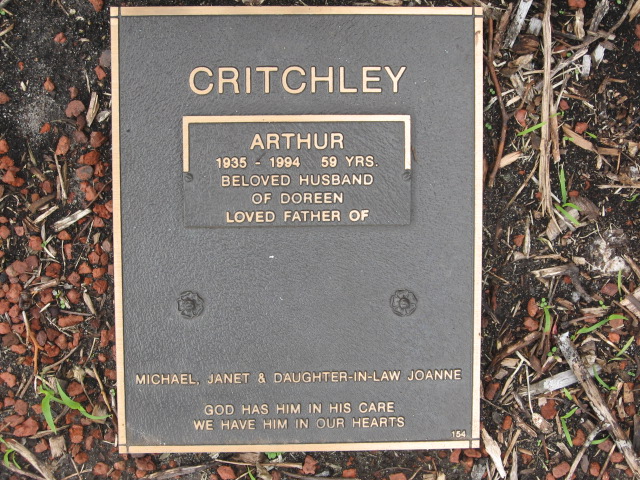 CRITCHLEY
ARTHUR
1935 - 1994 59 YRS.
BELOVED HUSBAND
OF DOREEN
LOVED FATHER OF
MICHAEL, JANET & DAUGHTER-IN-LAW JOANNE
GOD HAS HIM IN HIS CARE
WE HAVE HIM IN OUR HEARTS
154